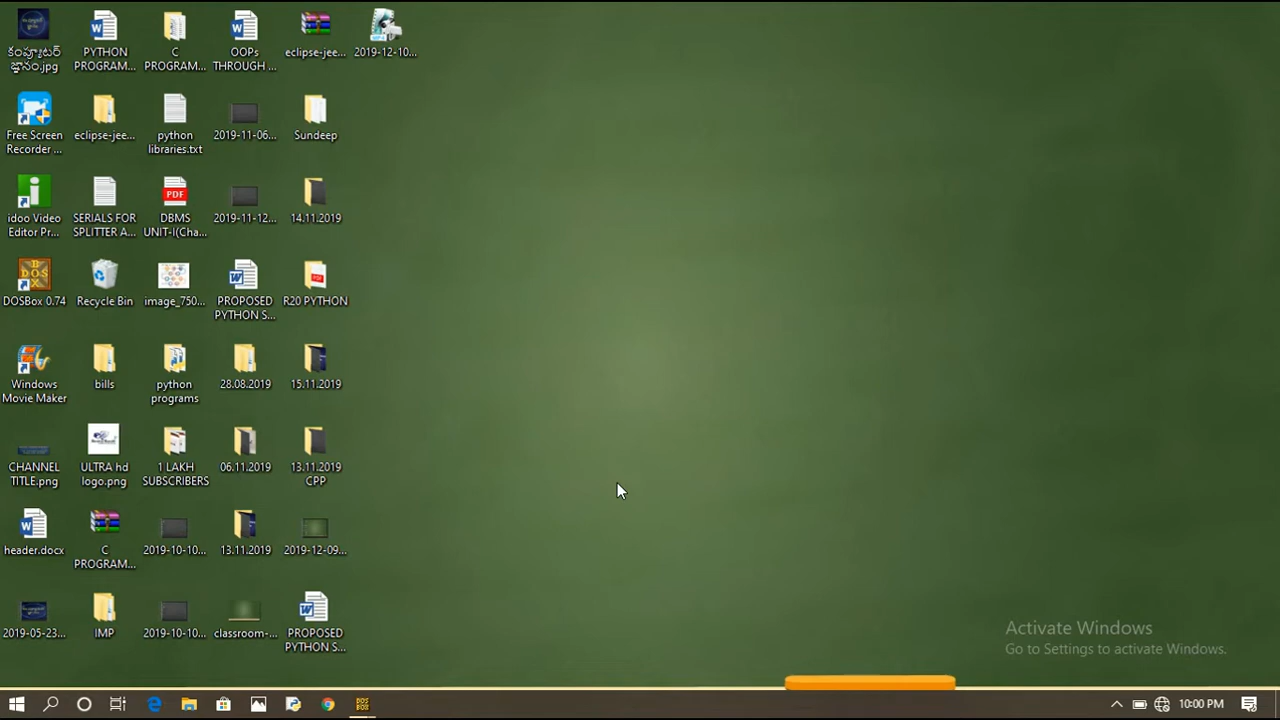 కంప్యూటర్
జ్ఞానం.jpg
PYTHON
PROGRAM...
C
PROGRAM...
OOPs
THROUGH ...
eclipse-jee...
2019-12-10...
Free Screen
Recorder ...
eclipse-jee...
python
libraries.txt
2019-11-06...
Sundeep
idoo Video
Editor Pr...
SERIALS FOR
SPLITTER A...
PDF
DBMS
UNIT-I(Cha...
2019-11-12...
14.11.2019
DOSBox 0.74
Recycle Bin
image_750...
PROPOSED
PYTHON S...
R20 PYTHON
Windows
Movie Maker
bills
python
programs
28.08.2019
15.11.2019
CHANNEL
TITLE.png
ULTRA hd
logo.png
1 LAKH
SUBSCRIBERS
06.11.2019
13.11.2019
CPP
header.docx
C
PROGRAM...
2019-10-10...
13.11.2019
2019-12-09...
2019-05-23...
IMP
2019-10-10...
classroom-...
PROPOSED
PYTHON S...
Activate Windows
Go to Settings to activate Windows.
10:00 PM